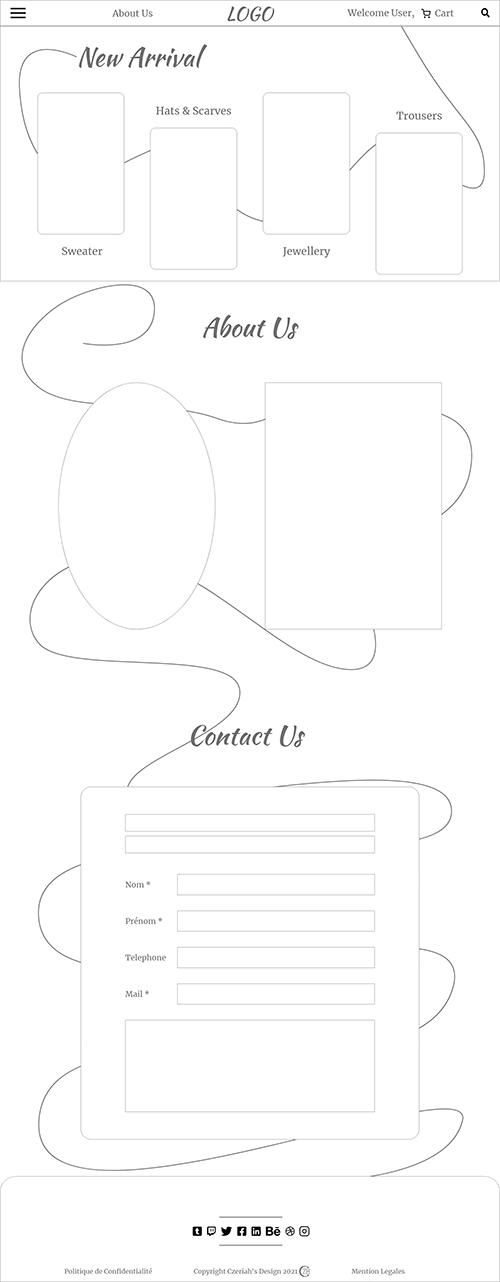 About Us
LOGO
Welcome User,
Cart
New Arrival
Hats & Scarves
Trousers
Sweater
Jewellery
About Us
Contact Us
Nom *
Prénom *
Telephone
Mail *
Politique de Confidentialité
Copyright Czeriah's Design 2021
Mention Legales